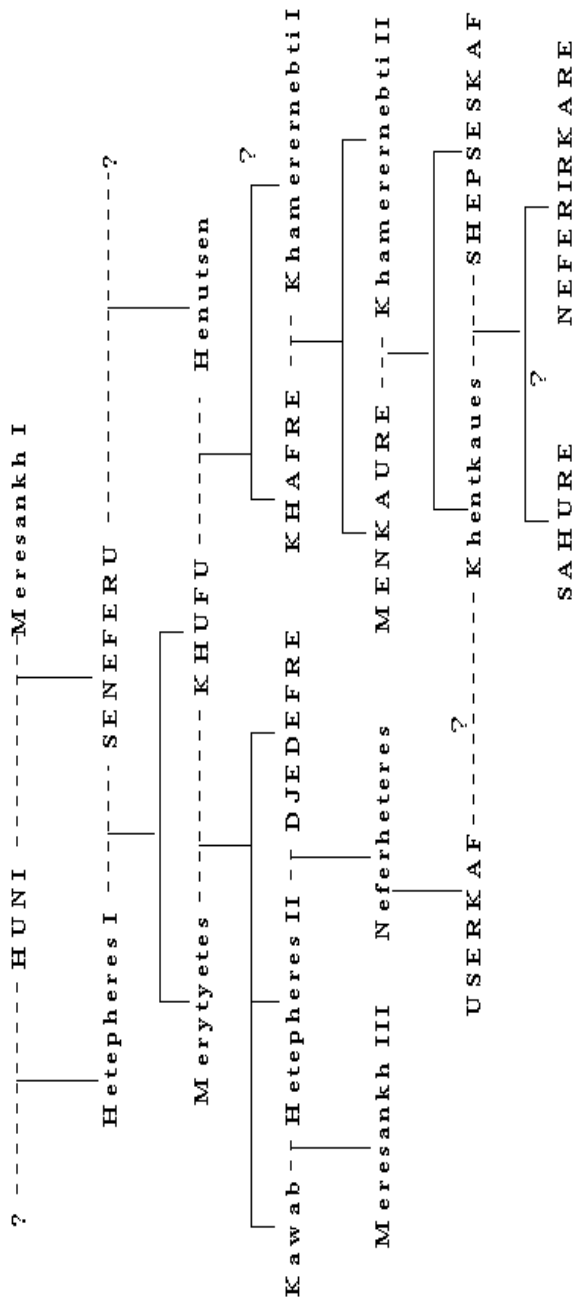 ? HUNI Meresankh I
Hetepheres I SENEFERU ?
Merytyetes KHUFU Henutsen
?
Kawab Hetepheres II DJEDEFRE KHAFRE Khamerernebti I
Meresankh III Neferheteres MENKAURE Khamerernebti II
?
USERKAF Khentkaues SHEPSESKAF
?
SAHURE NEFERIRKARE